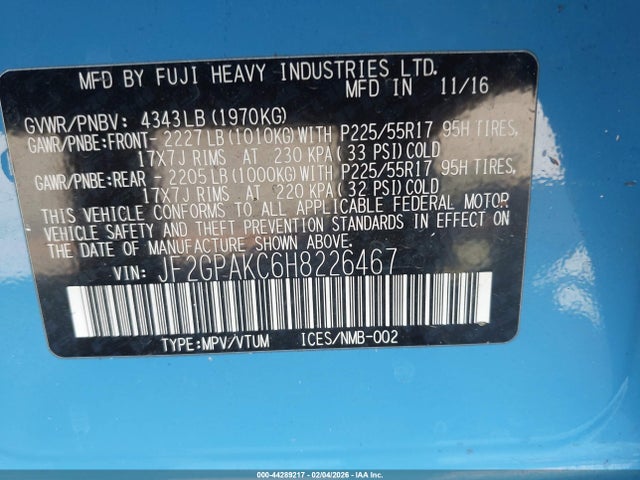 MFD BY FUJI HEAVY INDUSTRIES LTD.
MFD IN 11/16
GVWR/PNBV: 4343LB(1970KG)
GAWR/PNBE:FRONT-2227LB(1010KG)WITH P225/55R17 95H TIRES,
17X7J RIMS AT 230 KPA(33 PSI)COLD
GAWR/PNBE:REAR -2205LB(1000KG)WITH P225/55R17 95H TIRES,
17X7J RIMS AT 220 KPA(32 PSI)COLD
THIS VEHICLE CONFORMS TO ALL APPLICABLE FEDERAL MOTOR
VEHICLE SAFETY AND THEFT PREVENTION STANDARDS IN EFFECT ON
THE DATE OF MANUFACTURE SHOWN ABOVE.
VIN: JF2GPAKC6H8226467
TYPE:MPV/VTUM ICES/NMB-002
000-44289217 - 02/04/2026 - IAAI.COM